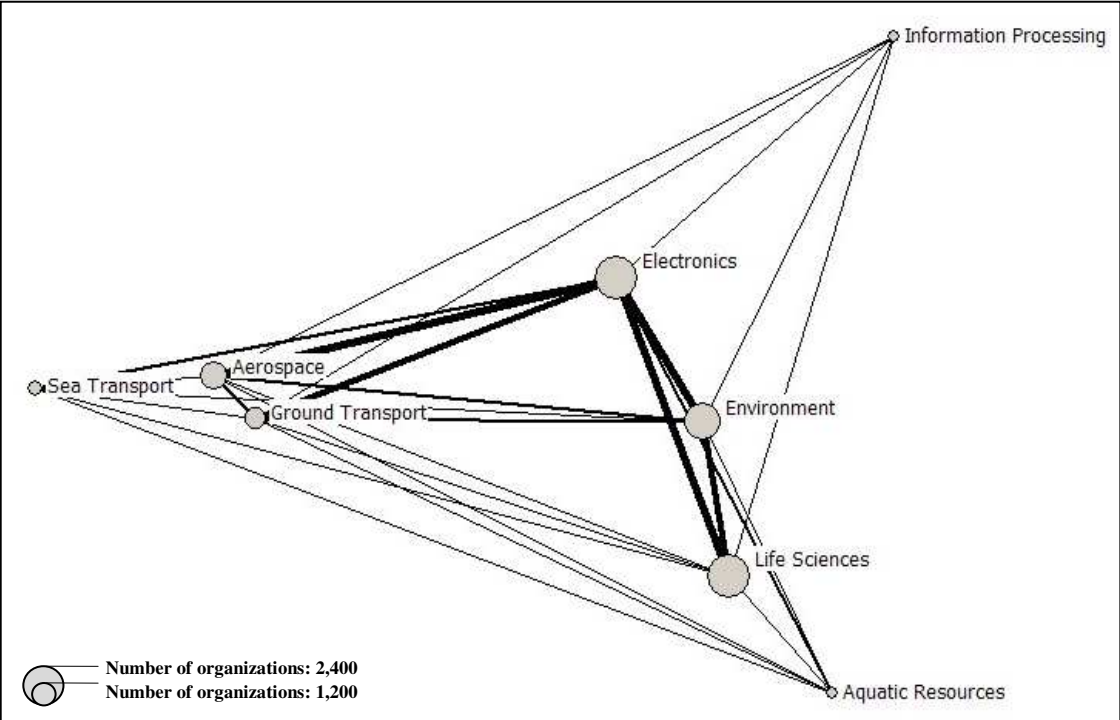 Information Processing
Electronics
Aerospace
Sea Transport
Ground Transport
Environment
Life Sciences
Number of organizations: 2,400
Number of organizations: 1,200
Aquatic Resources